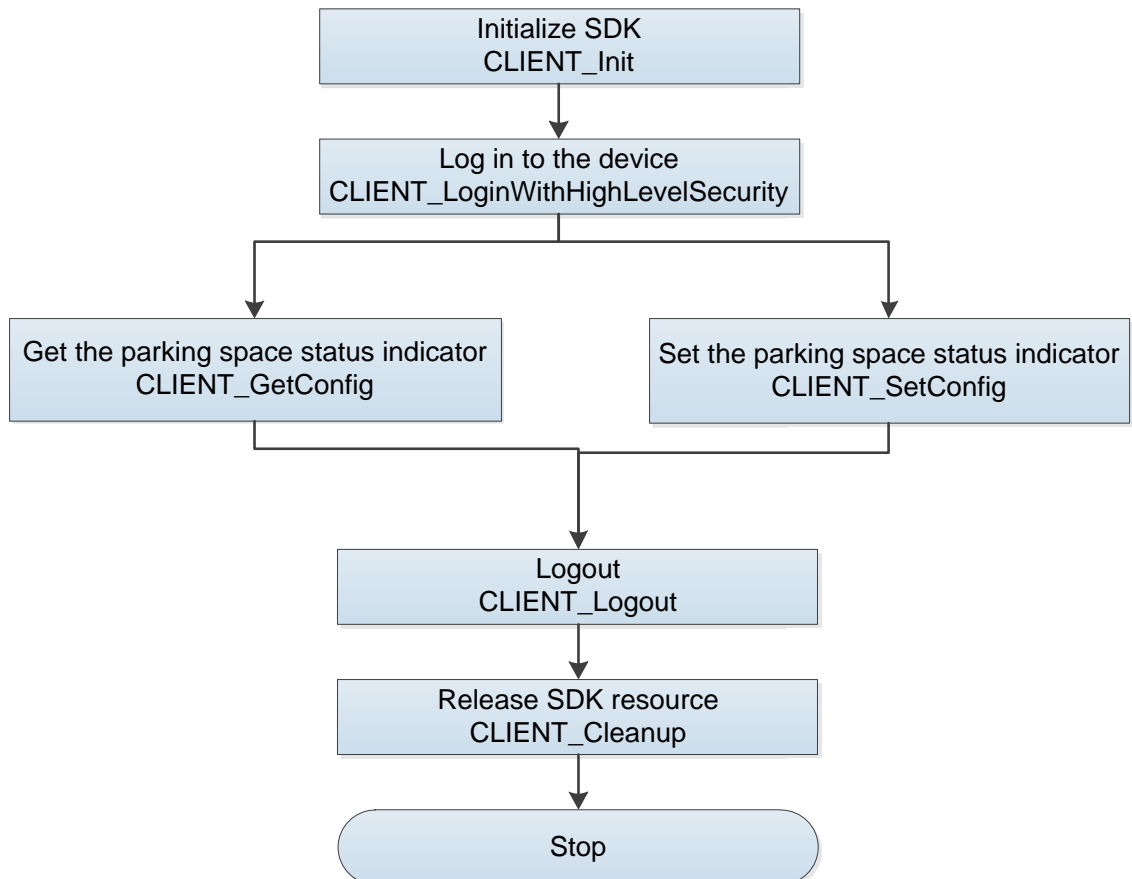 Initialize SDK
CLIENT_Init
Log in to the device
CLIENT_LoginWithHighLevelSecurity
Get the parking space status indicator
CLIENT_GetConfig
Set the parking space status indicator
CLIENT_SetConfig
Logout
CLIENT_Logout
Release SDK resource
CLIENT_Cleanup
Stop